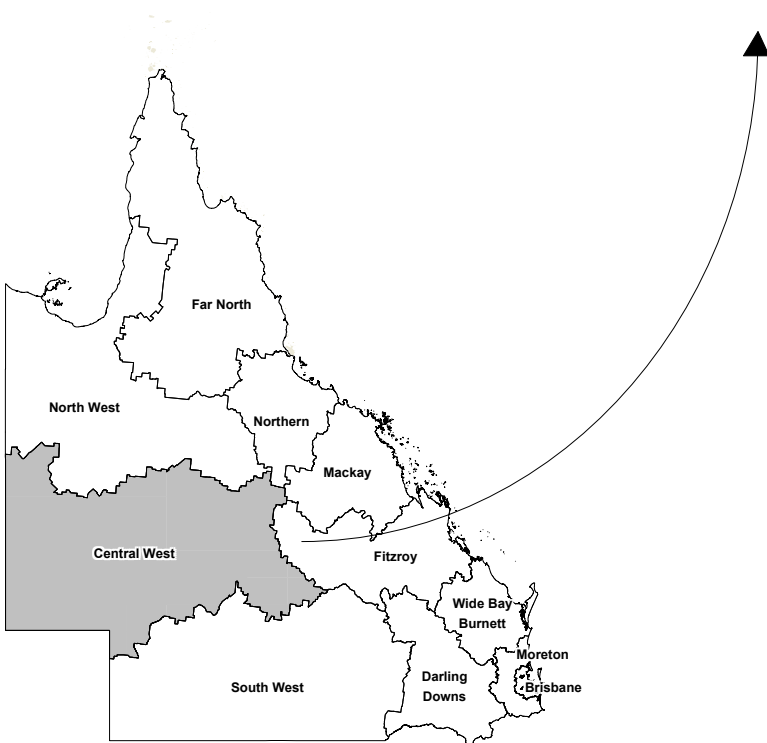 Far North
North West
Northern
Mackay
Central West
Fitzroy
Wide Bay
Burnett
Moreton
South West
Darling
Downs
Brisbane